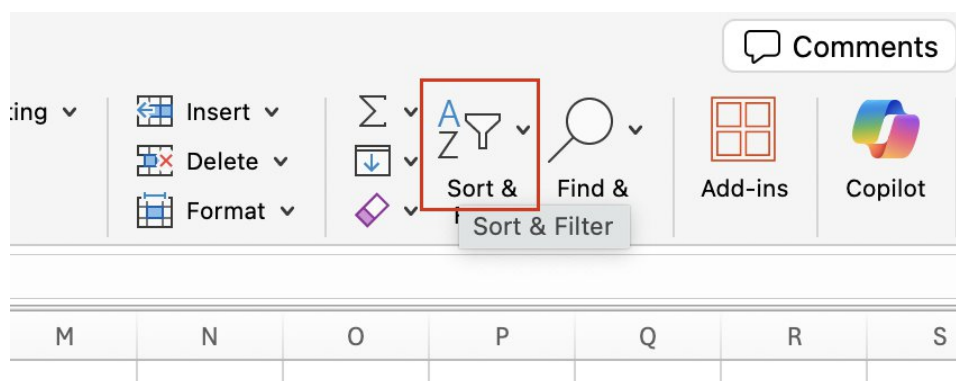 Comments
ting
Insert
Delete
Format
Σ
A
Z
Sort &
Find &
Add-ins
Copilot
Sort & Filter
M N O P Q R S